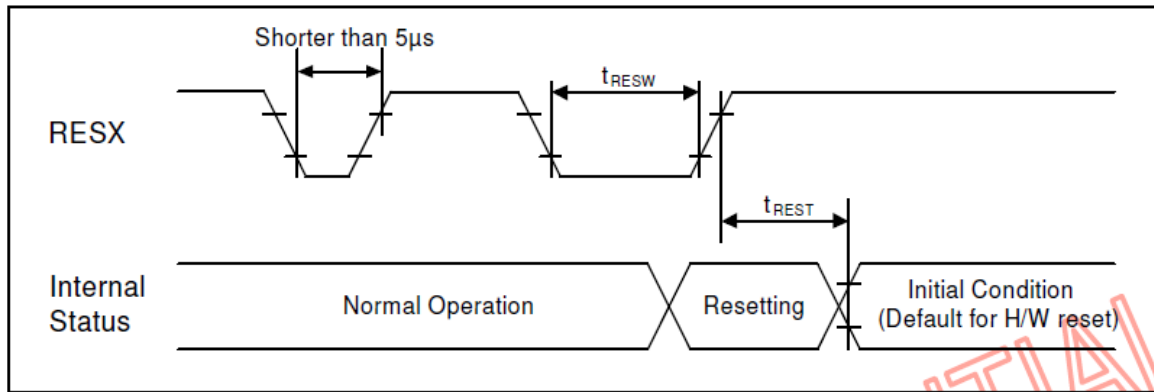 Shorter than 5µs
tRESW
RESX
tREST
Internal
Status
Normal Operation
Resetting
Initial Condition
(Default for H/W reset)